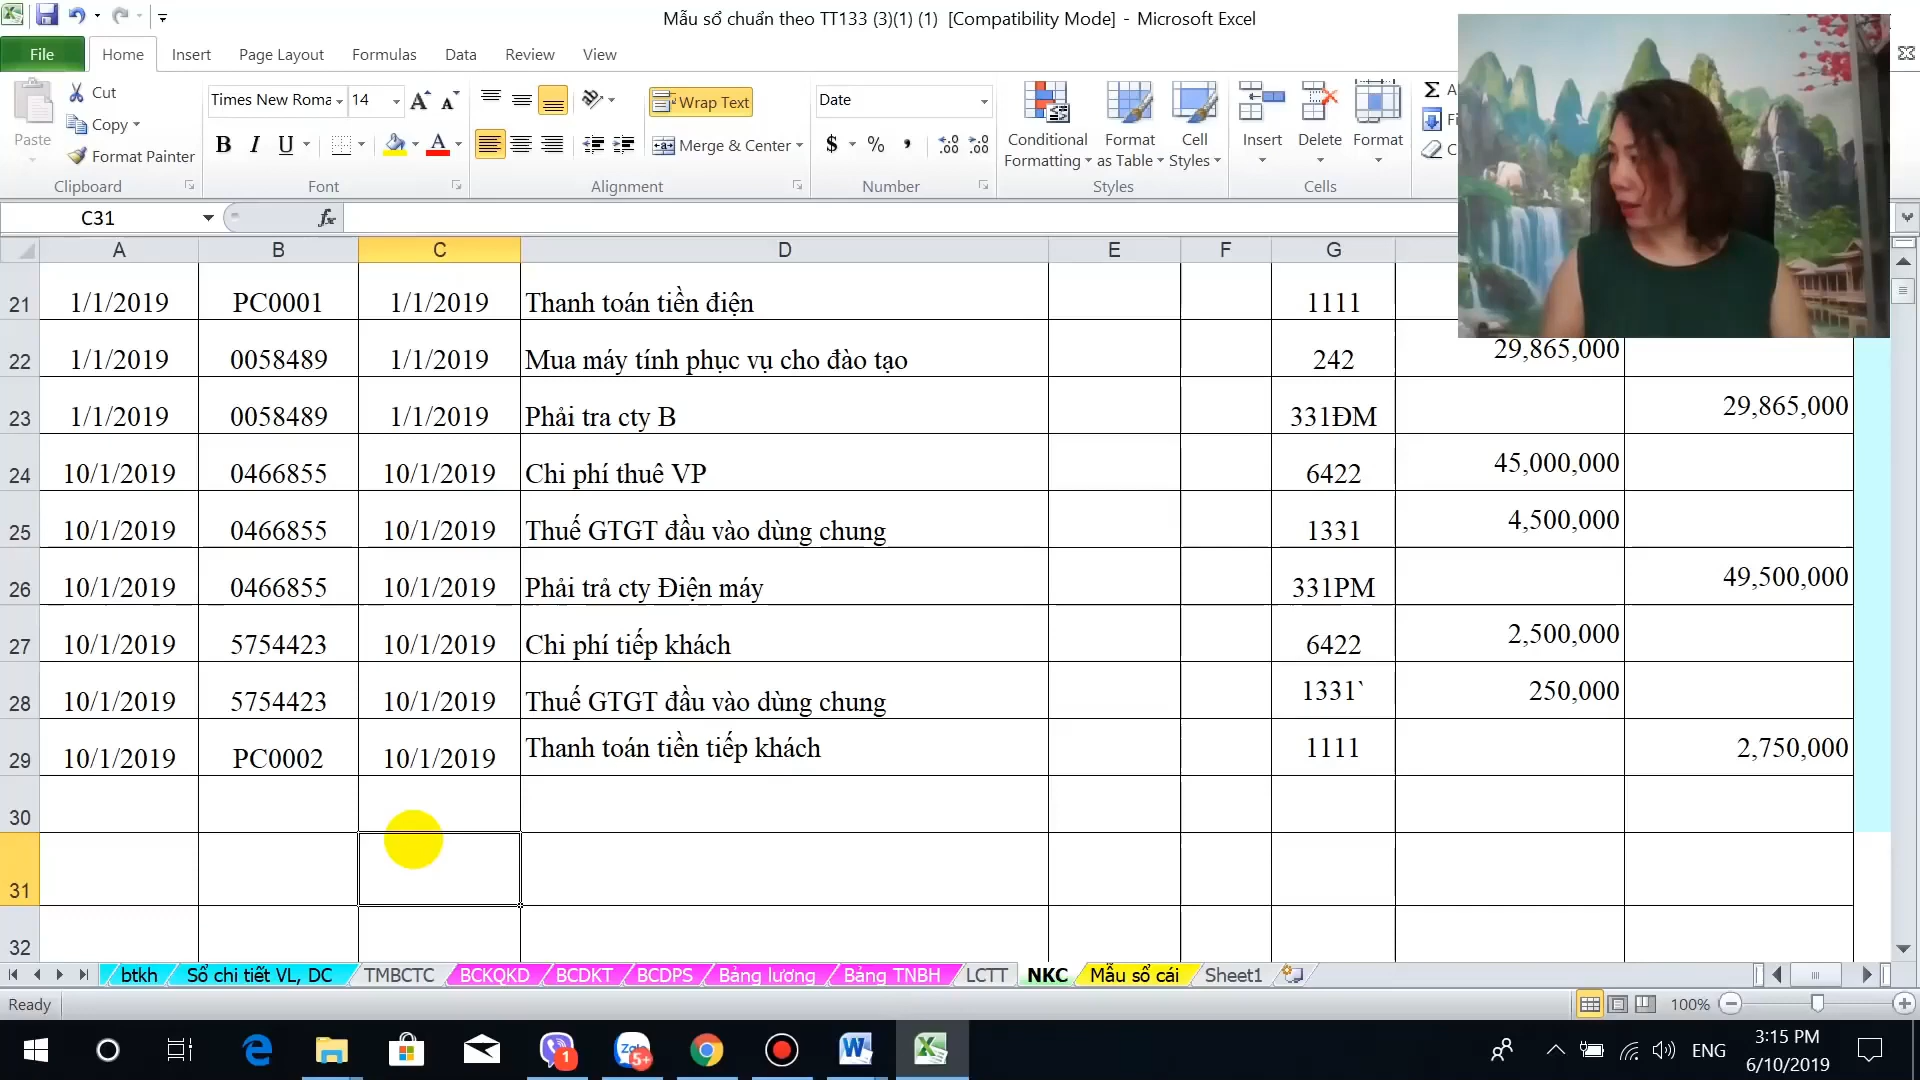 Mẫu sổ chuẩn theo TT133 (3)(1) (1)  [Compatibility Mode]  -  Microsoft Excel
File Home Insert Page Layout Formulas Data Review View
Cut
Copy
Format Painter
Paste
Clipboard
Times New Roma 14
B I U
Font
Wrap Text
Merge & Center
Alignment
Date
$ % ,
Number
Conditional Formatting
Format as Table
Cell Styles
Styles
Insert
Delete
Format
Cells
C31
fx
A B C D E F G
21 1/1/2019 PC0001 1/1/2019 Thanh toán tiền điện 1111
22 1/1/2019 0058489 1/1/2019 Mua máy tính phục vụ cho đào tạo 242 29,865,000
23 1/1/2019 0058489 1/1/2019 Phải tra cty B 331ĐM 29,865,000
24 10/1/2019 0466855 10/1/2019 Chi phí thuê VP 6422 45,000,000
25 10/1/2019 0466855 10/1/2019 Thuế GTGT đầu vào dùng chung 1331 4,500,000
26 10/1/2019 0466855 10/1/2019 Phải trả cty Điện máy 331PM 49,500,000
27 10/1/2019 5754423 10/1/2019 Chi phí tiếp khách 6422 2,500,000
28 10/1/2019 5754423 10/1/2019 Thuế GTGT đầu vào dùng chung 1331` 250,000
29 10/1/2019 PC0002 10/1/2019 Thanh toán tiền tiếp khách 1111 2,750,000
30
31
32
btkh Sổ chi tiết VL, DC TMBCTC BCKQKD BCDKT BCDPS Bảng lương Bảng TNBH LCTT NKC Mẫu sổ cái Sheet1
Ready 100%
1 Zalo 5+ ENG 3:15 PM
6/10/2019